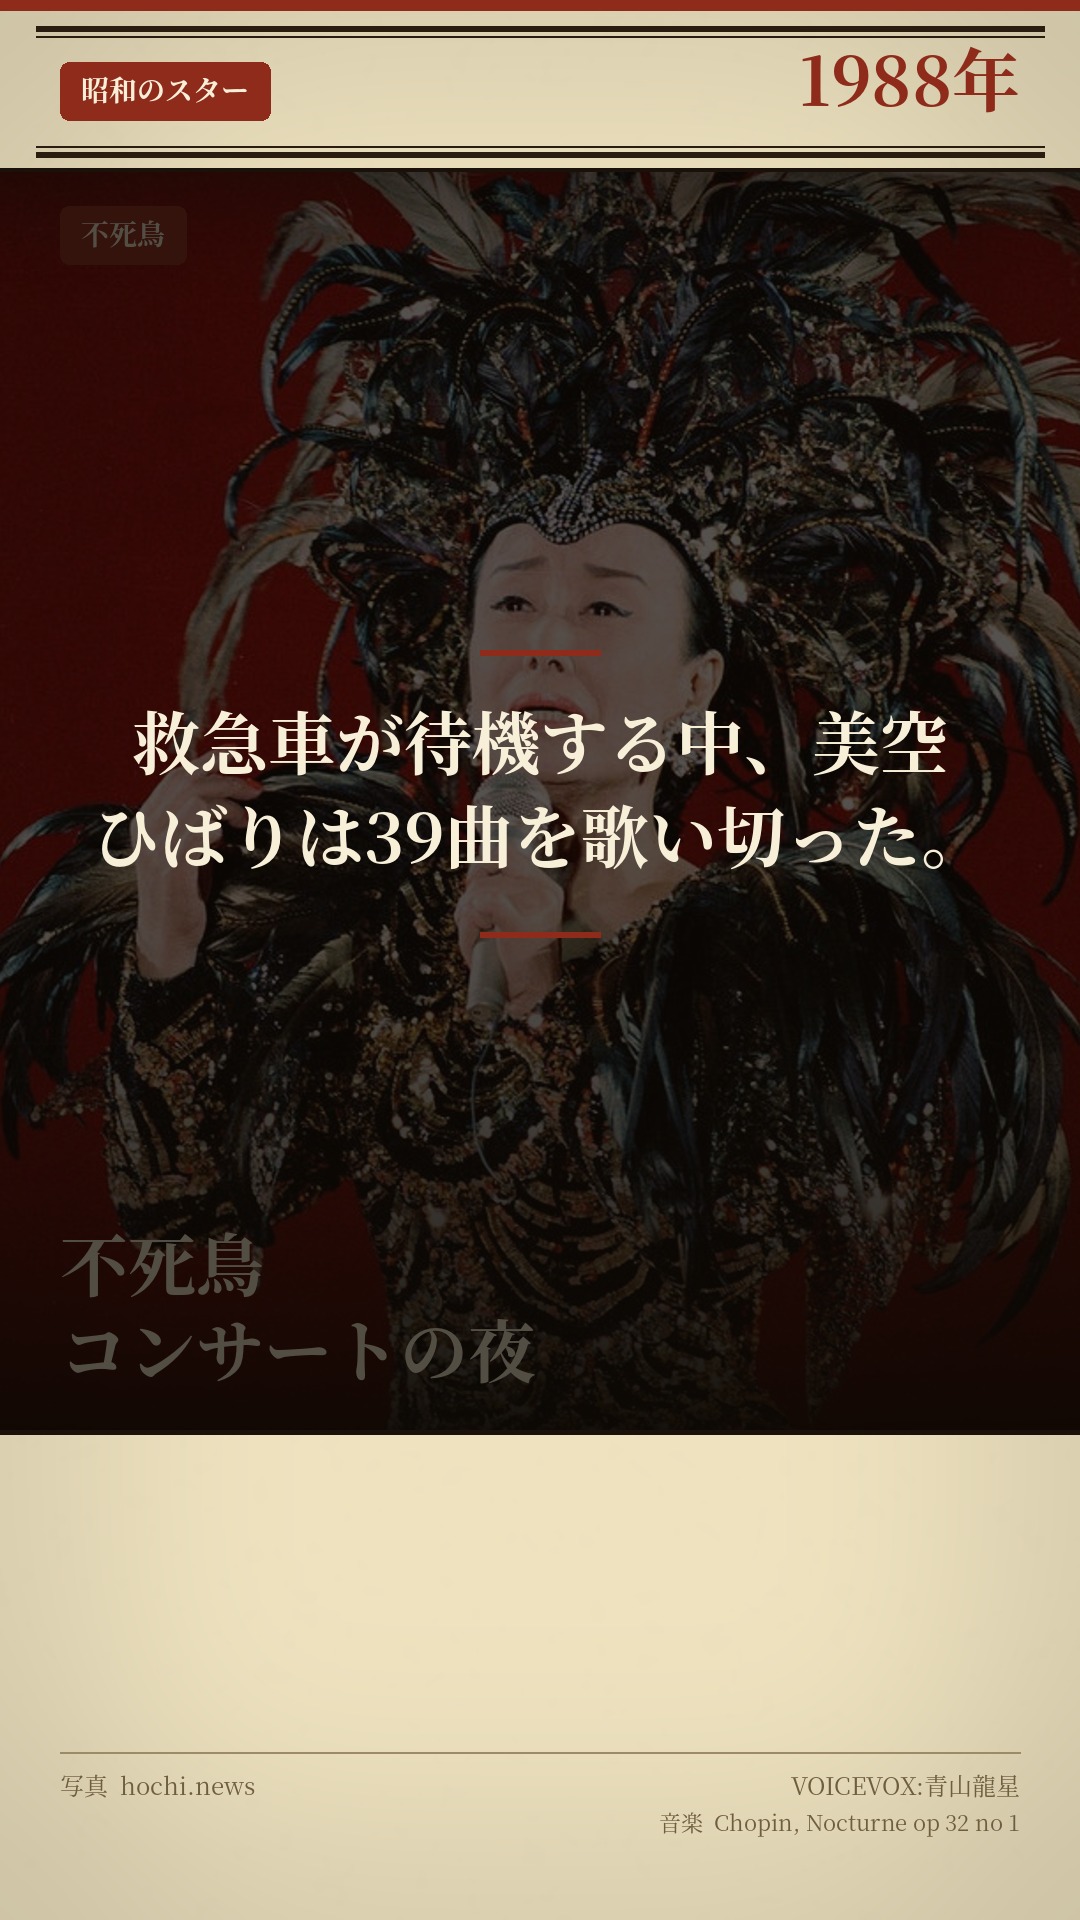 昭和のスター
1988年
不死鳥
救急車が待機する中、美空
ひばりは39曲を歌い切った。
不死鳥
コンサートの夜
写真 hochi.news
VOICEVOX:青山龍星
音楽 Chopin, Nocturne op 32 no 1